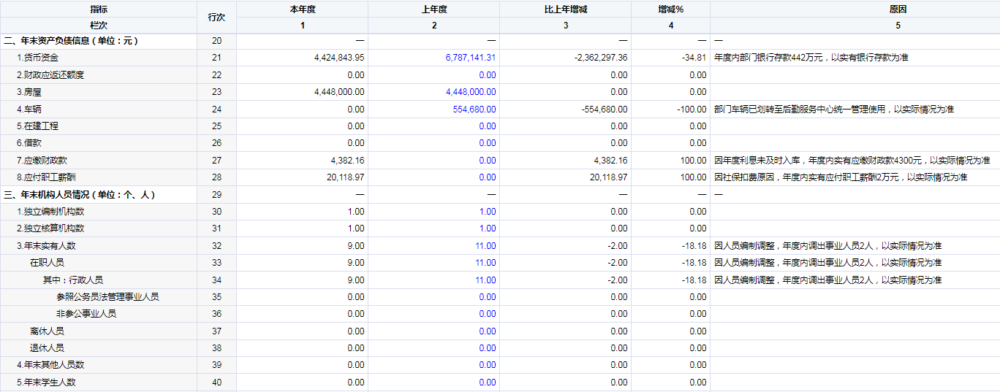 指标 行次 本年度 上年度 比上年增减 增减% 原因
栏次 1 2 3 4 5
二、年末资产负债信息（单位：元） 20 — — — — —
1.货币资金 21 4,424,843.95 6,787,141.31 -2,362,297.36 -34.81 年度内部门银行存款442万元，以实有银行存款为准
2.财政应返还额度 22 0.00 0.00 0.00 0.00
3.房屋 23 4,448,000.00 4,448,000.00 0.00 0.00
4.车辆 24 0.00 554,680.00 -554,680.00 -100.00 部门车辆已划转至后勤服务中心统一管理使用，以实际情况为准
5.在建工程 25 0.00 0.00 0.00 0.00
6.借款 26 0.00 0.00 0.00 0.00
7.应缴财政款 27 4,382.16 0.00 4,382.16 100.00 因年度利息未及时入库，年度内实有应缴财政款4300元，以实际情况为准
8.应付职工薪酬 28 20,118.97 0.00 20,118.97 100.00 因社保扣费原因，年度内实有应付职工薪酬2万元，以实际情况为准
三、年末机构人员情况（单位：个、人） 29 — — — — —
1.独立编制机构数 30 1.00 1.00 0.00 0.00
2.独立核算机构数 31 1.00 1.00 0.00 0.00
3.年末实有人数 32 9.00 11.00 -2.00 -18.18 因人员编制调整，年度内调出事业人员2人，以实际情况为准
在职人员 33 9.00 11.00 -2.00 -18.18 因人员编制调整，年度内调出事业人员2人，以实际情况为准
其中：行政人员 34 9.00 11.00 -2.00 -18.18 因人员编制调整，年度内调出事业人员2人，以实际情况为准
参照公务员法管理事业人员 35 0.00 0.00 0.00 0.00
非参公事业人员 36 0.00 0.00 0.00 0.00
离休人员 37 0.00 0.00 0.00 0.00
退休人员 38 0.00 0.00 0.00 0.00
4.年末其他人员数 39 0.00 0.00 0.00 0.00
5.年末学生人数 40 0.00 0.00 0.00 0.00